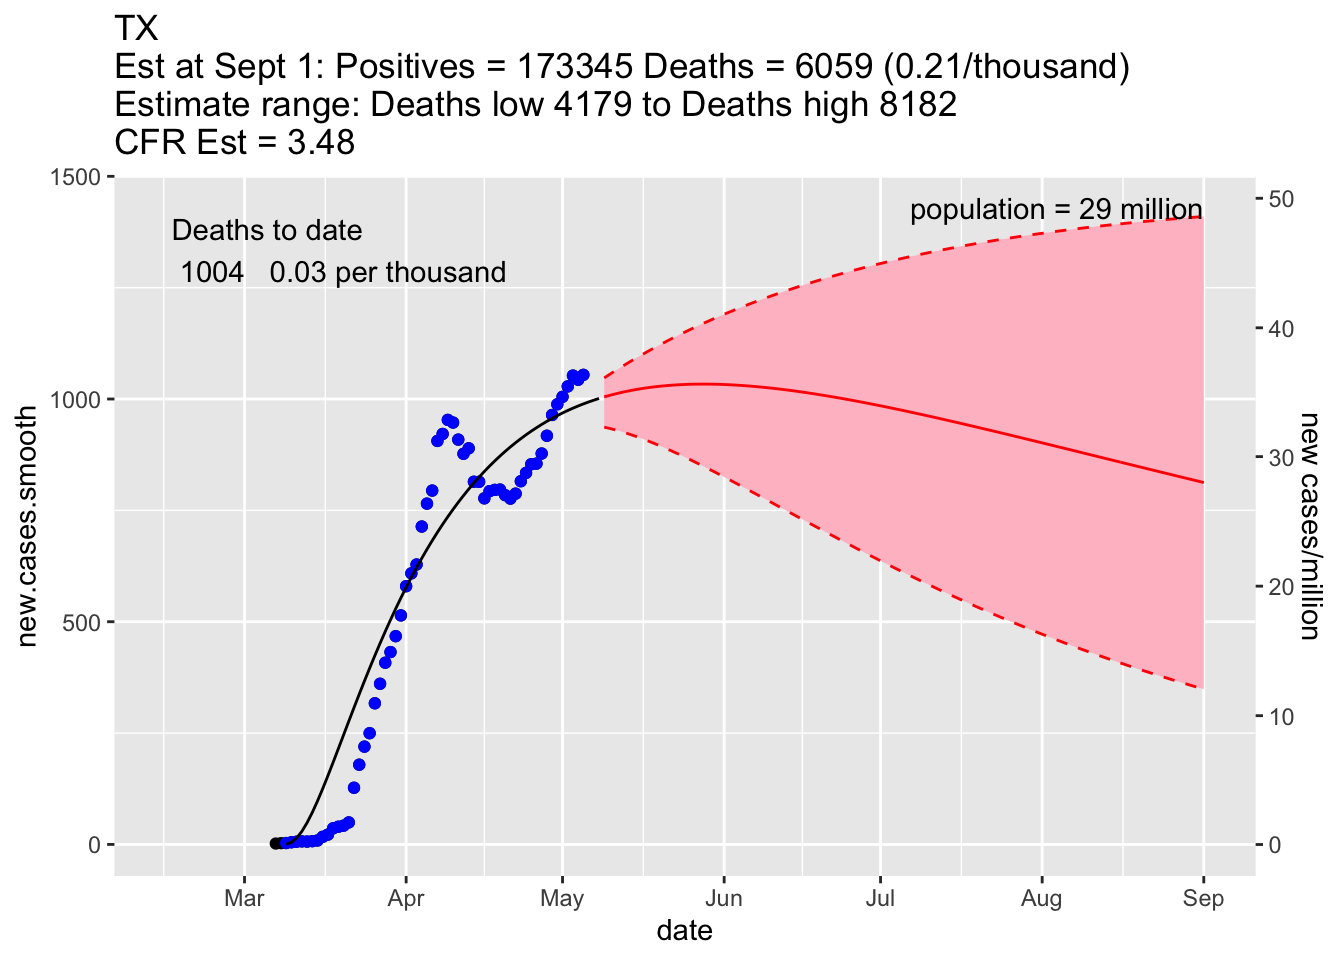 TX
Est at Sept 1: Positives = 173345 Deaths = 6059 (0.21/thousand)
Estimate range: Deaths low 4179 to Deaths high 8182
CFR Est = 3.48
1500
1000
500
0
new.cases.smooth
Deaths to date
1004 0.03 per thousand
population = 29 million
50
40
30
20
10
0
new cases/million
Mar Apr May Jun Jul Aug Sep
date